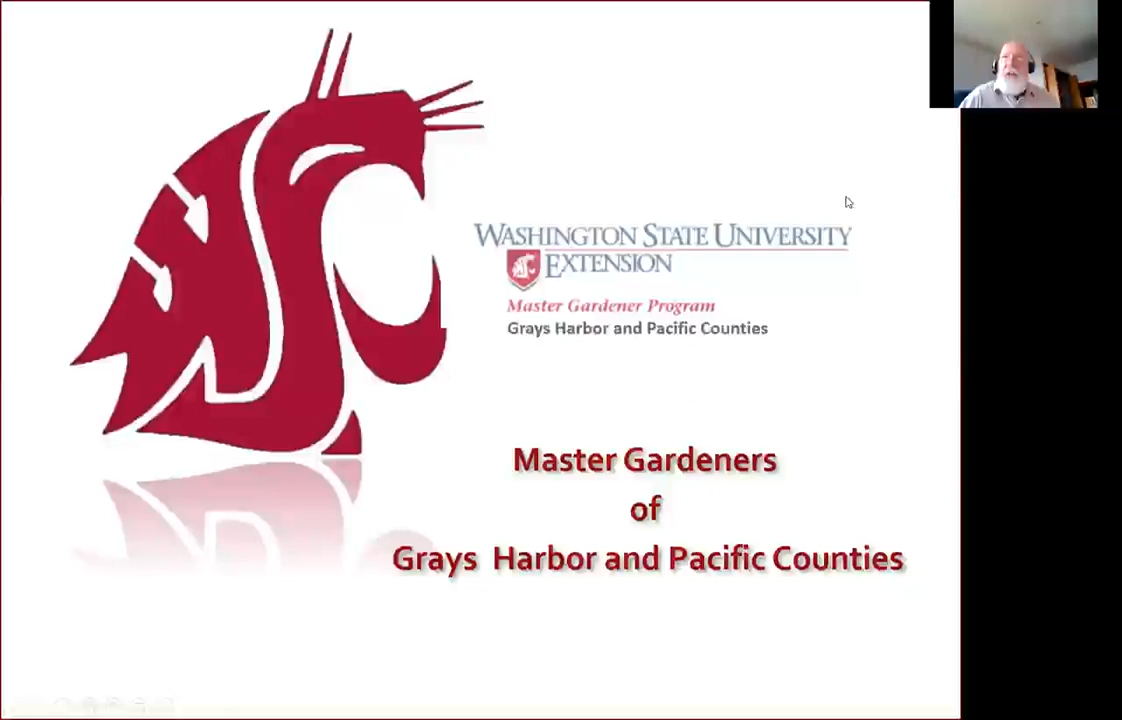 WASHINGTON STATE UNIVERSITY
EXTENSION
Master Gardener Program
Grays Harbor and Pacific Counties
Master Gardeners
of
Grays Harbor and Pacific Counties